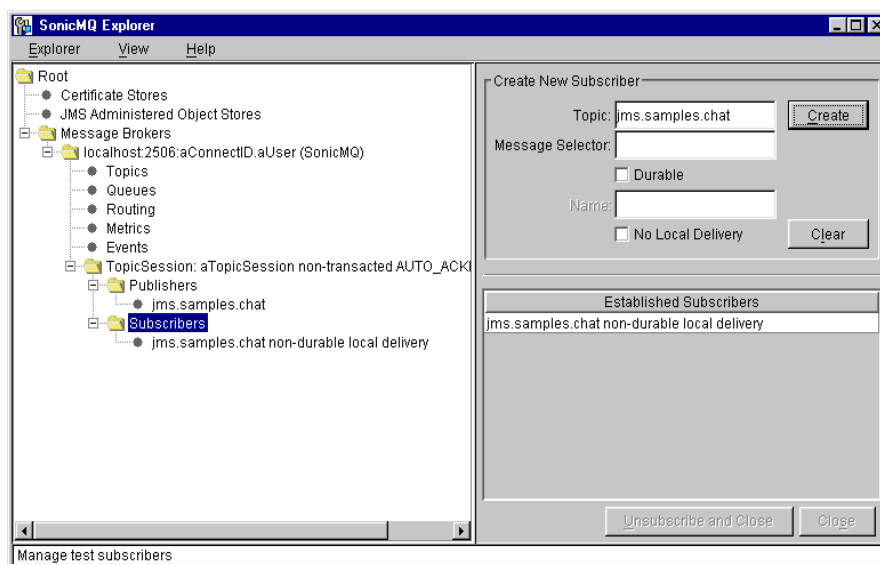 SonicMQ Explorer
Explorer View Help
Root
Certificate Stores
JMS Administered Object Stores
Message Brokers
localhost:2506:aConnectID.aUser (SonicMQ)
Topics
Queues
Routing
Metrics
Events
TopicSession: aTopicSession non-transacted AUTO_ACKI
Publishers
jms.samples.chat
Subscribers
jms.samples.chat non-durable local delivery
Create New Subscriber
Topic: jms.samples.chat Create
Message Selector:
Durable
Name:
No Local Delivery Clear
Established Subscribers
jms.samples.chat non-durable local delivery
Unsubscribe and Close Close
Manage test subscribers